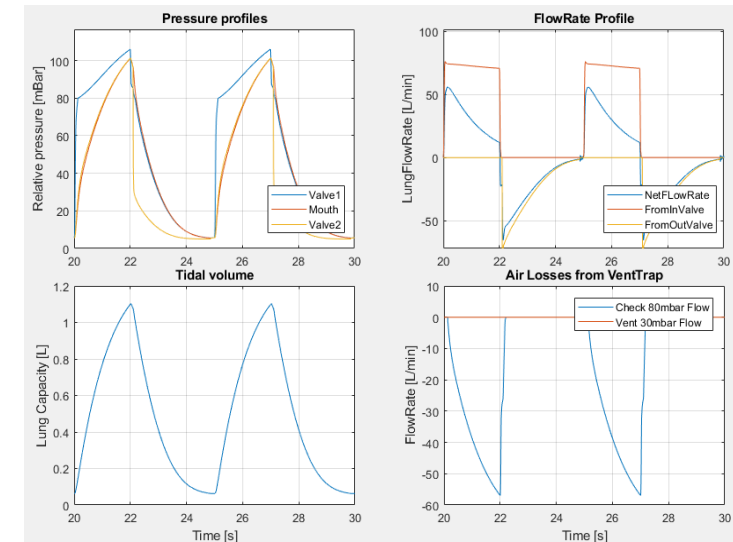 Pressure profiles
Relative pressure [mBar]
100
80
60
40
20
0
20
22
24
26
28
30
Valve1
Mouth
Valve2
FlowRate Profile
LungFlowRate [L/min]
100
50
0
-50
20
22
24
26
28
30
NetFLowRate
FromInValve
FromOutValve
Tidal volume
Lung Capacity [L]
1.2
1
0.8
0.6
0.4
0.2
0
20
22
24
26
28
30
Time [s]
Air Losses from VentTrap
FlowRate [L/min]
10
0
-10
-20
-30
-40
-50
-60
20
22
24
26
28
30
Time [s]
Check 80mbar Flow
Vent 30mbar Flow